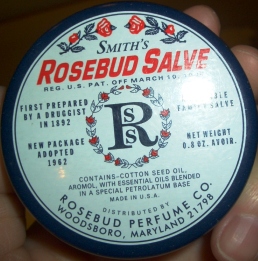 SMITH'S
ROSEBUD SALVE
REG. U.S. PAT. OFF MARCH 10,
FIRST PREPARED
BY A DRUGGIST
IN 1892
SALVE
NEW PACKAGE
ADOPTED
1962
RSS
NET WEIGHT
0.8 OZ. AVOIR.
CONTAINS-COTTON SEED OIL,
AROMOL, WITH ESSENTIAL OILS BLENDED
IN A SPECIAL PETROLATUM BASE
MADE IN U.S.A.
DISTRIBUTED BY
ROSEBUD PERFUME CO.
WOODSBORO, MARYLAND 21798